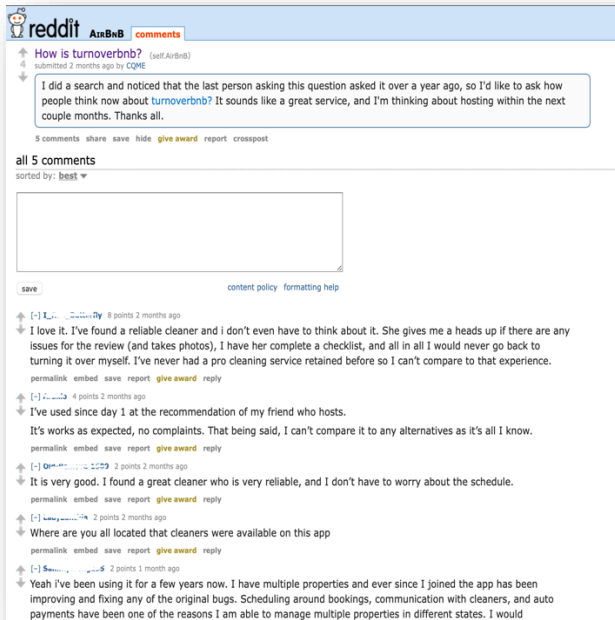 reddit AIRBNB comments
How is turnoverbnb? (self.AirBnB)
4 submitted 2 months ago by CQME
I did a search and noticed that the last person asking this question asked it over a year ago, so I'd like to ask how
people think now about turnoverbnb? It sounds like a great service, and I'm thinking about hosting within the next
couple months. Thanks all.
5 comments share save hide give award report crosspost
all 5 comments
sorted by: best
save content policy formatting help
[–] 8 points 2 months ago
I love it. I've found a reliable cleaner and i don't even have to think about it. She gives me a heads up if there are any
issues for the review (and takes photos), I have her complete a checklist, and all in all I would never go back to
turning it over myself. I've never had a pro cleaning service retained before so I can't compare to that experience.
permalink embed save report give award reply
[–] 4 points 2 months ago
I've used since day 1 at the recommendation of my friend who hosts.
It's works as expected, no complaints. That being said, I can't compare it to any alternatives as it's all I know.
permalink embed save report give award reply
[–] 2 points 2 months ago
It is very good. I found a great cleaner who is very reliable, and I don't have to worry about the schedule.
permalink embed save report give award reply
[–] 2 points 2 months ago
Where are you all located that cleaners were available on this app
permalink embed save report give award reply
[–] 2 points 1 month ago
Yeah i've been using it for a few years now. I have multiple properties and ever since I joined the app has been
improving and fixing any of the original bugs. Scheduling around bookings, communication with cleaners, and auto
payments have been one of the reasons I am able to manage multiple properties in different states. I would